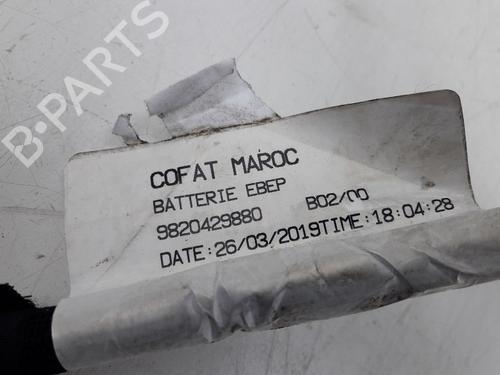 COFAT MAROC
BATTERIE EBEP
9820429880 B02/00
DATE:26/03/2019TIME:18:04:28
B-PARTS